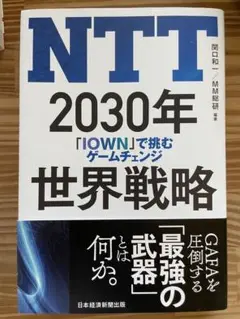 NTT
関口和一/MM総研 編著
2030年
「IOWN」で挑む
ゲームチェンジ
世界戦略
GAFAを
圧倒する
「最強の
武器」
とは
何か。
日本経済新聞出版